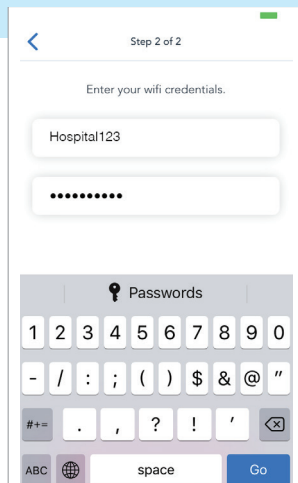 Step 2 of 2
Enter your wifi credentials.
Hospital123
••••••••••
Passwords
1 2 3 4 5 6 7 8 9 0
- / : ; ( ) $ & @ "
#+= . , ? ! ' 
ABC space Go